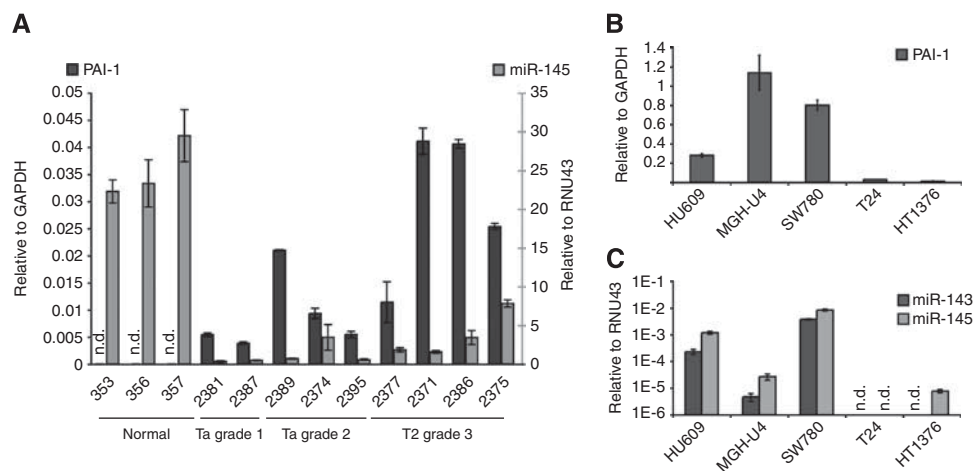 A
PAI-1
miR-145
Relative to GAPDH
0.05
0.045
0.04
0.035
0.03
0.025
0.02
0.015
0.01
0.005
0
35
30
25
20
15
10
5
0
Relative to RNU43
n.d.
n.d.
n.d.
353
356
357
2381
2387
2389
2374
2395
2377
2371
2386
2375
Normal
Ta grade 1
Ta grade 2
T2 grade 3
B
PAI-1
Relative to GAPDH
1.4
1.2
1
0.8
0.6
0.4
0.2
HU609
MGH-U4
SW780
T24
HT1376
C
miR-143
miR-145
Relative to RNU43
1E-0
1E-1
1E-2
1E-3
1E-4
1E-5
1E-6
n.d.
n.d.
n.d.
HU609
MGH-U4
SW780
T24
HT1376